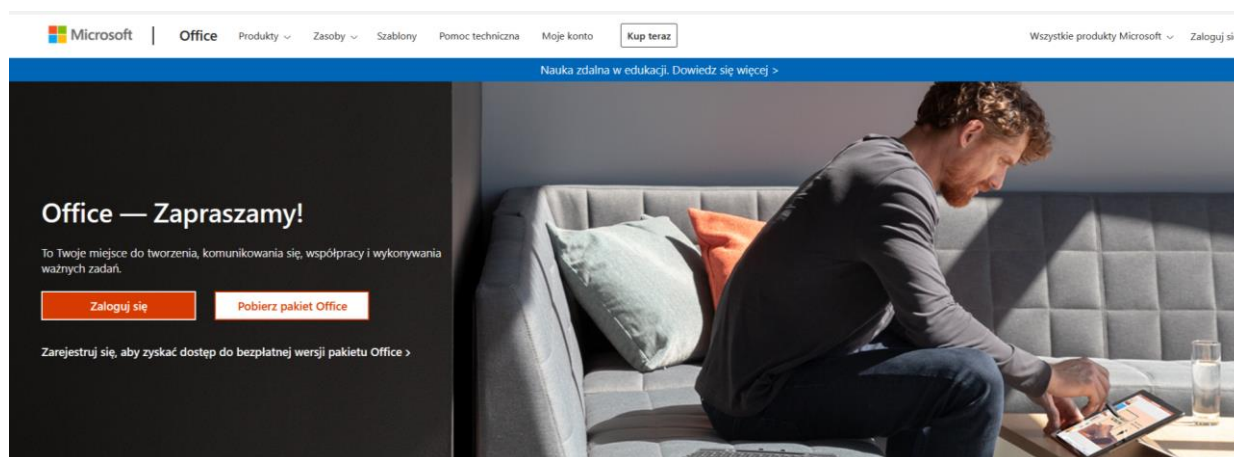 Microsoft Office Produkty Zasoby Szablony Pomoc techniczna Moje konto Kup teraz Wszystkie produkty Microsoft Zaloguj si
Nauka zdalna w edukacji. Dowiedz się więcej >
Office — Zapraszamy!
To Twoje miejsce do tworzenia, komunikowania się, współpracy i wykonywania
ważnych zadań.
Zaloguj się Pobierz pakiet Office
Zarejestruj się, aby zyskać dostęp do bezpłatnej wersji pakietu Office >